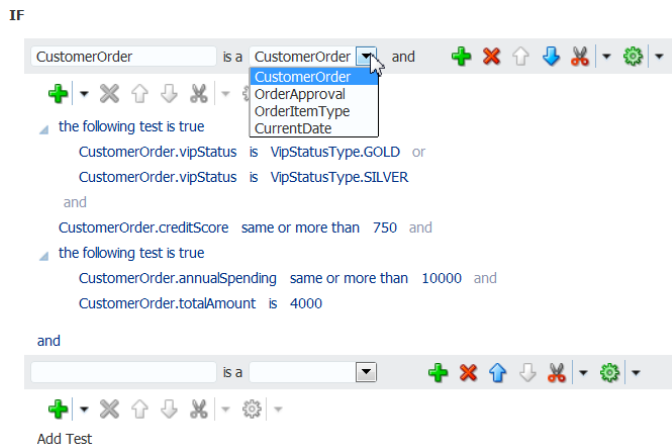 IF
CustomerOrder is a CustomerOrder and
CustomerOrder
OrderApproval
OrderItemType
CurrentDate
the following test is true
CustomerOrder.vipStatus is VipStatusType.GOLD or
CustomerOrder.vipStatus is VipStatusType.SILVER
and
CustomerOrder.creditScore same or more than 750 and
the following test is true
CustomerOrder.annualSpending same or more than 10000 and
CustomerOrder.totalAmount is 4000
and
is a
Add Test